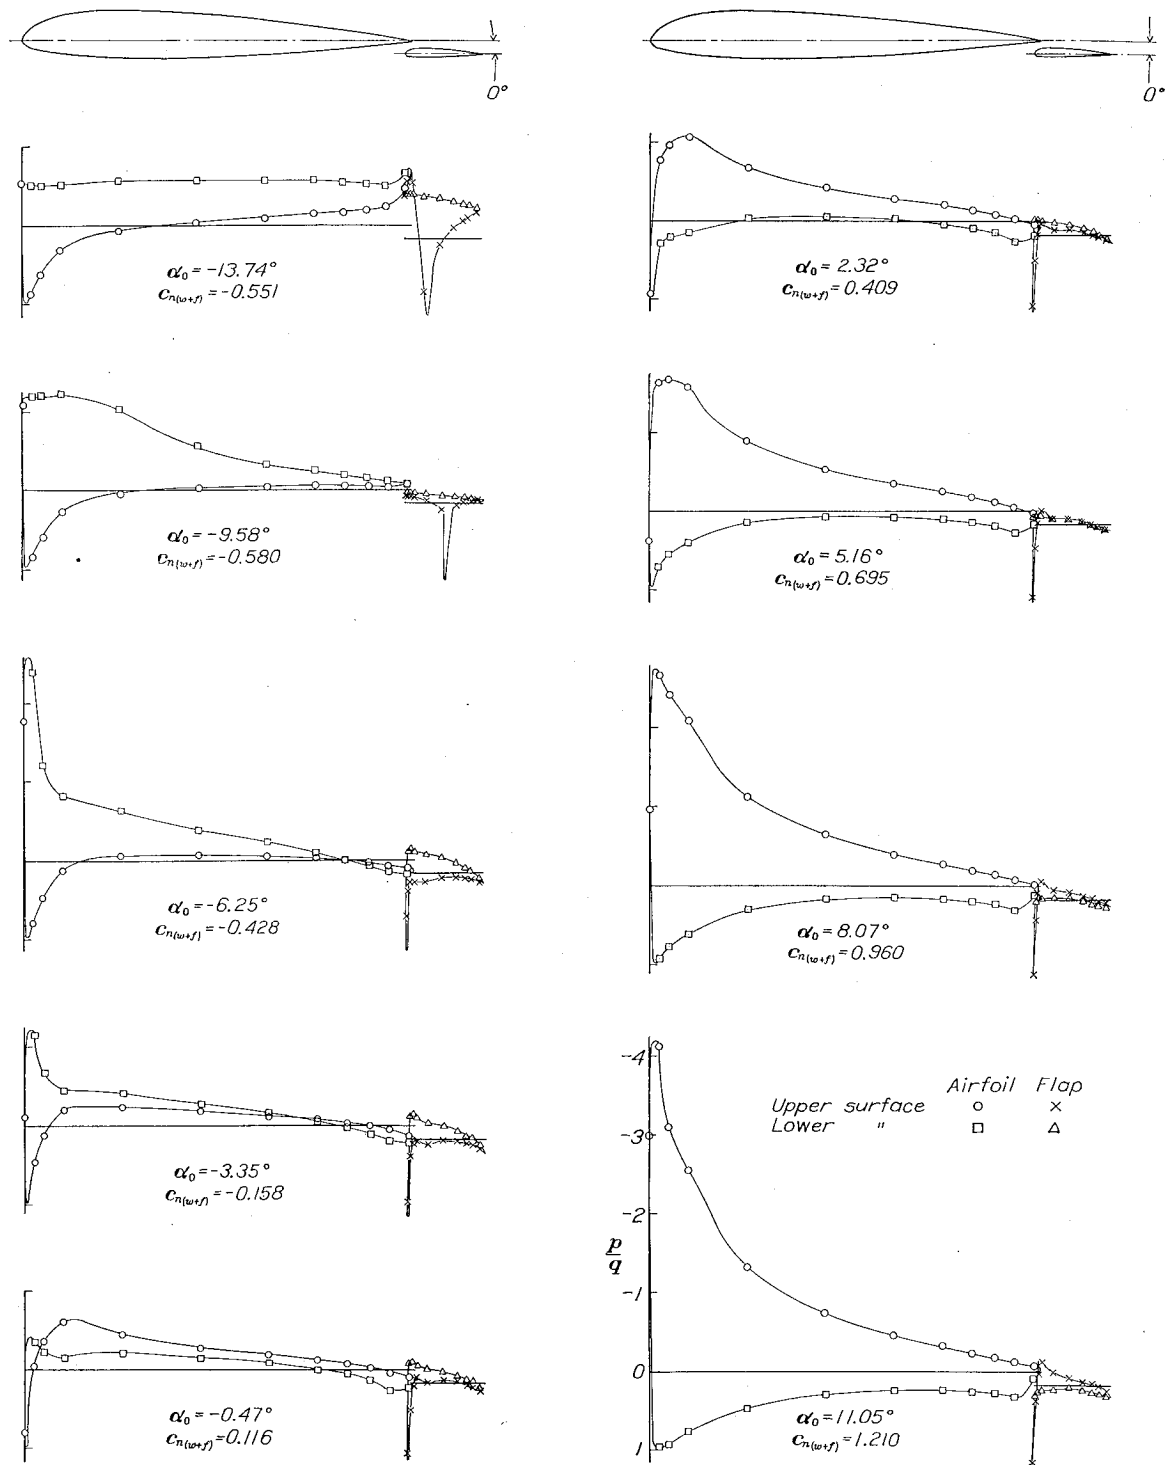 0°
0°
α₀ = -13.74°
cₙ₍w+f₎ = -0.551
α₀ = -9.58°
cₙ₍w+f₎ = -0.580
α₀ = -6.25°
cₙ₍w+f₎ = -0.428
α₀ = -3.35°
cₙ₍w+f₎ = -0.158
α₀ = -0.47°
cₙ₍w+f₎ = 0.116
α₀ = 2.32°
cₙ₍w+f₎ = 0.409
α₀ = 5.16°
cₙ₍w+f₎ = 0.695
α₀ = 8.07°
cₙ₍w+f₎ = 0.960
-4
Airfoil Flap
Upper surface ○ ×
Lower " □ △
-3
-2
p/q
-1
0
α₀ = 11.05°
cₙ₍w+f₎ = 1.210
1